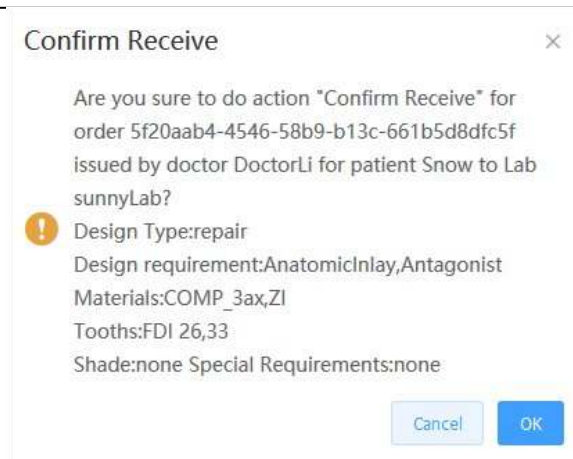 Confirm Receive
Are you sure to do action "Confirm Receive" for
order 5f20aab4-4546-58b9-b13c-661b5d8dfc5f
issued by doctor DoctorLi for patient Snow to Lab
sunnyLab?
Design Type:repair
Design requirement:AnatomicInlay,Antagonist
Materials:COMP_3ax,ZI
Tooths:FDI 26,33
Shade:none Special Requirements:none
Cancel OK